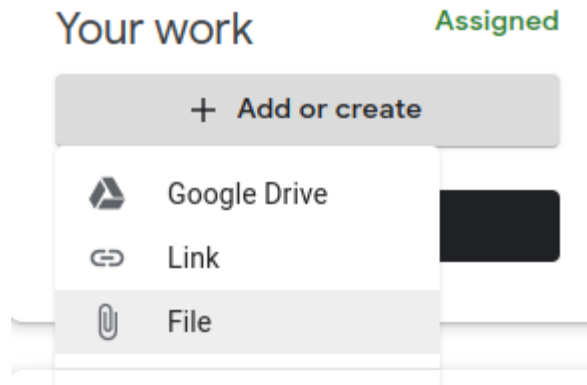 Your work
Assigned
+ Add or create
Google Drive
Link
File